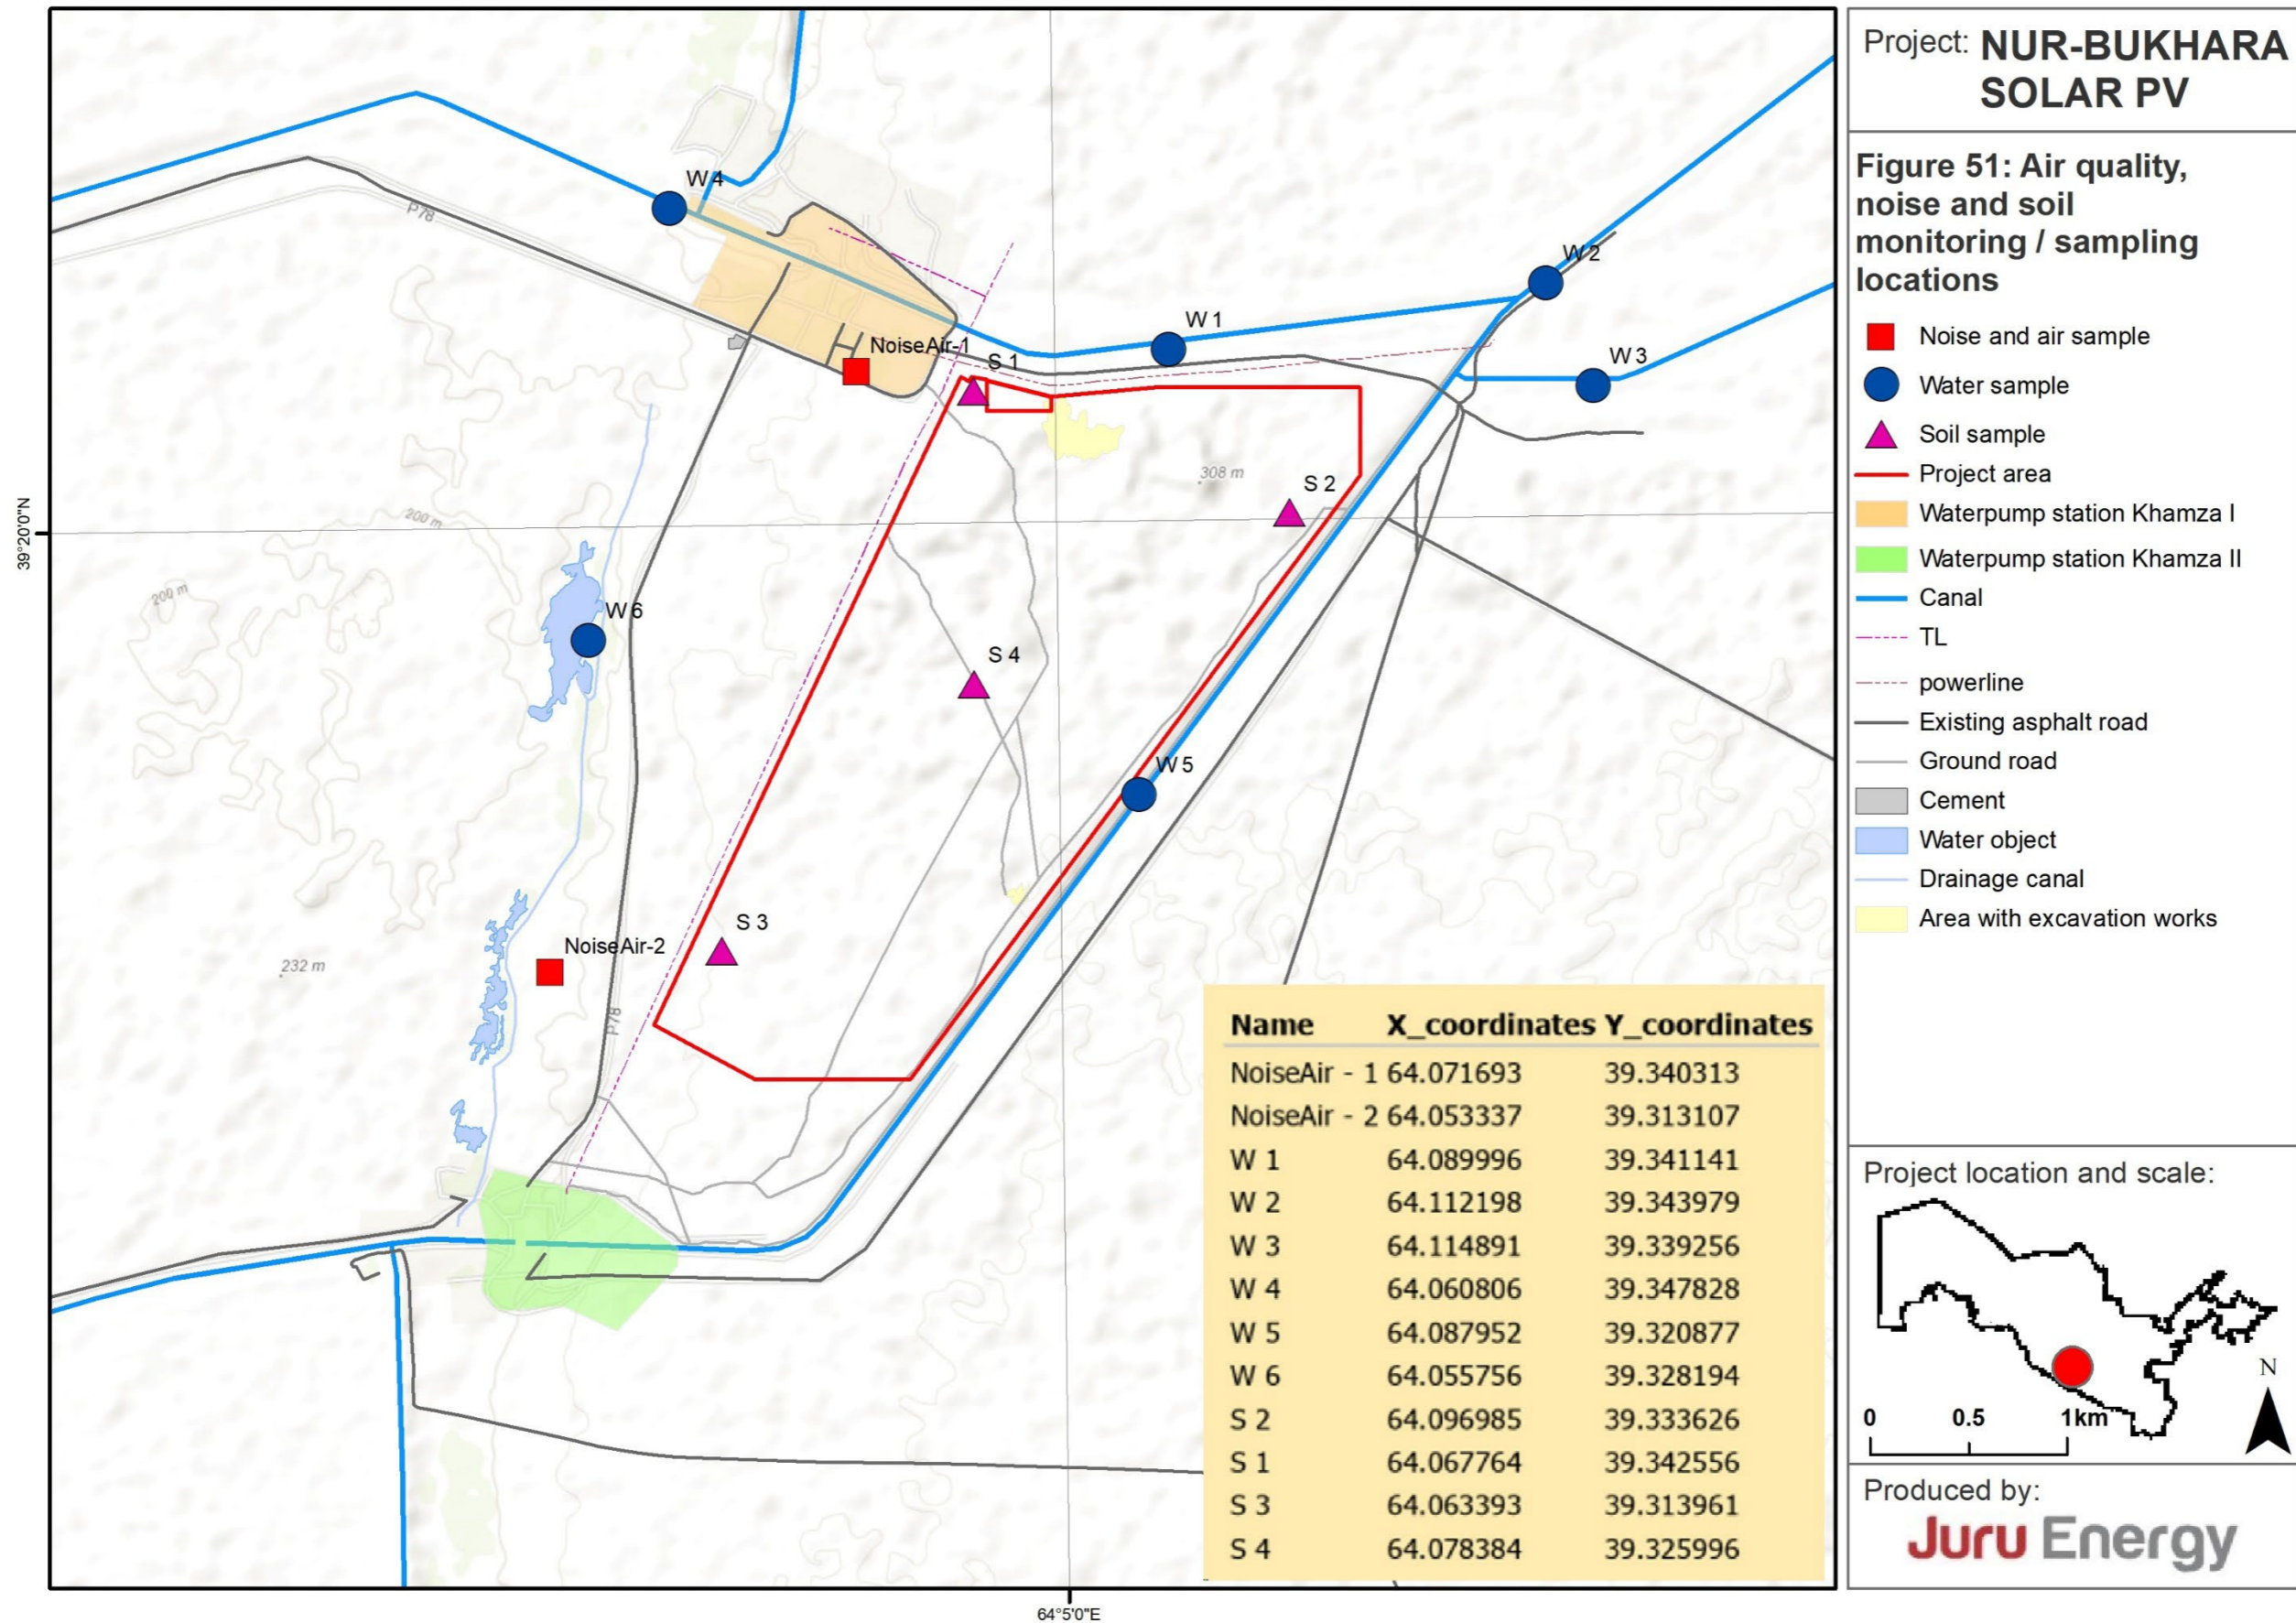 Project: NUR-BUKHARA
SOLAR PV
Figure 51: Air quality,
noise and soil
monitoring / sampling
locations
Noise and air sample
Water sample
Soil sample
Project area
Waterpump station Khamza I
Waterpump station Khamza II
Canal
TL
powerline
Existing asphalt road
Ground road
Cement
Water object
Drainage canal
Area with excavation works
Project location and scale:
N
0 0.5 1km
Produced by:
Juru Energy
W 4
P78
W 2
W 1
NoiseAir-1
S 1
W 3
308 m
S 2
200 m
39°20'0"N
200 m
W 6
S 4
W 5
S 3
NoiseAir-2
232 m
P78
64°5'0"E
Name X_coordinates Y_coordinates
NoiseAir - 1 64.071693 39.340313
NoiseAir - 2 64.053337 39.313107
W 1 64.089996 39.341141
W 2 64.112198 39.343979
W 3 64.114891 39.339256
W 4 64.060806 39.347828
W 5 64.087952 39.320877
W 6 64.055756 39.328194
S 2 64.096985 39.333626
S 1 64.067764 39.342556
S 3 64.063393 39.313961
S 4 64.078384 39.325996